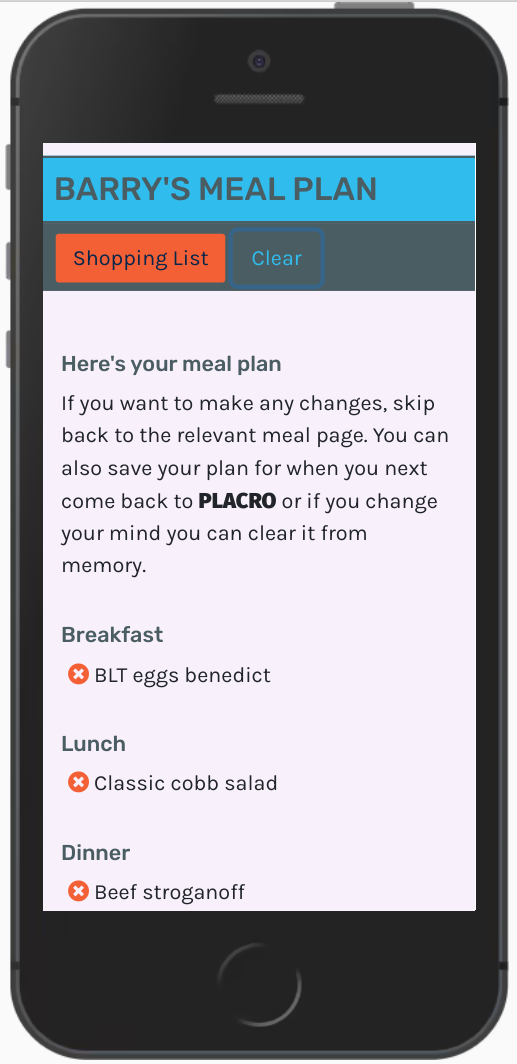 BARRY'S MEAL PLAN
Shopping List Clear
Here's your meal plan
If you want to make any changes, skip
back to the relevant meal page. You can
also save your plan for when you next
come back to PLACRO or if you change
your mind you can clear it from
memory.
Breakfast
BLT eggs benedict
Lunch
Classic cobb salad
Dinner
Beef stroganoff